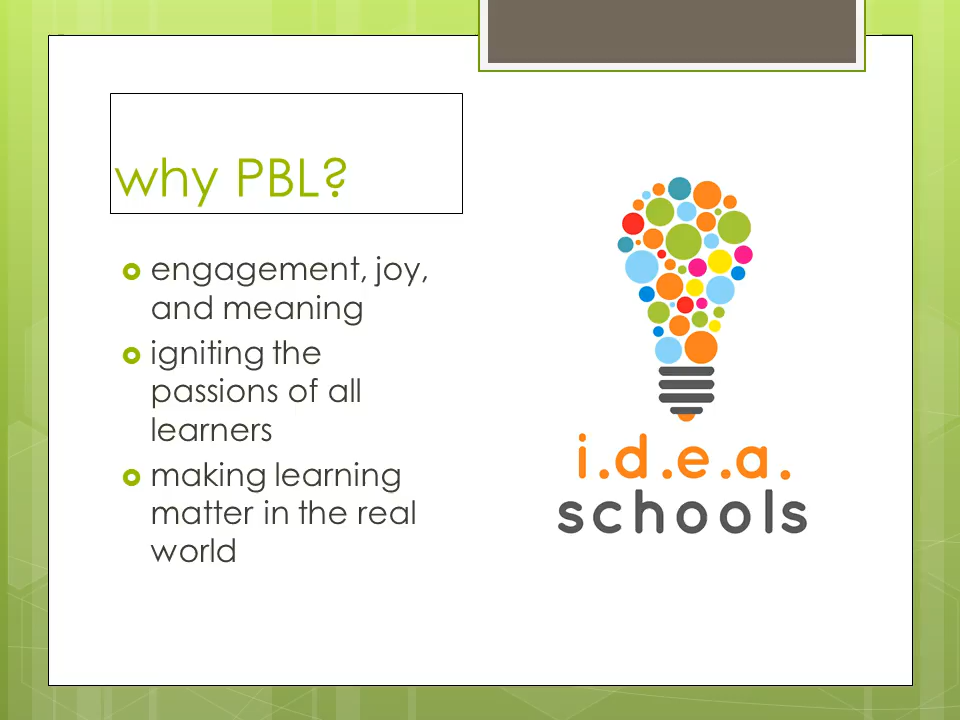 why PBL?
engagement, joy,
and meaning
igniting the
passions of all
learners
making learning
matter in the real
world
i.d.e.a.
schools